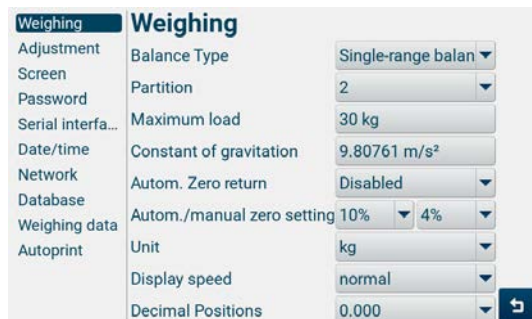 Weighing
Adjustment
Screen
Password
Serial interfa...
Date/time
Network
Database
Weighing data
Autoprint
Weighing
Balance Type Single-range balan
Partition 2
Maximum load 30 kg
Constant of gravitation 9.80761 m/s²
Autom. Zero return Disabled
Autom./manual zero setting 10% 4%
Unit kg
Display speed normal
Decimal Positions 0.000